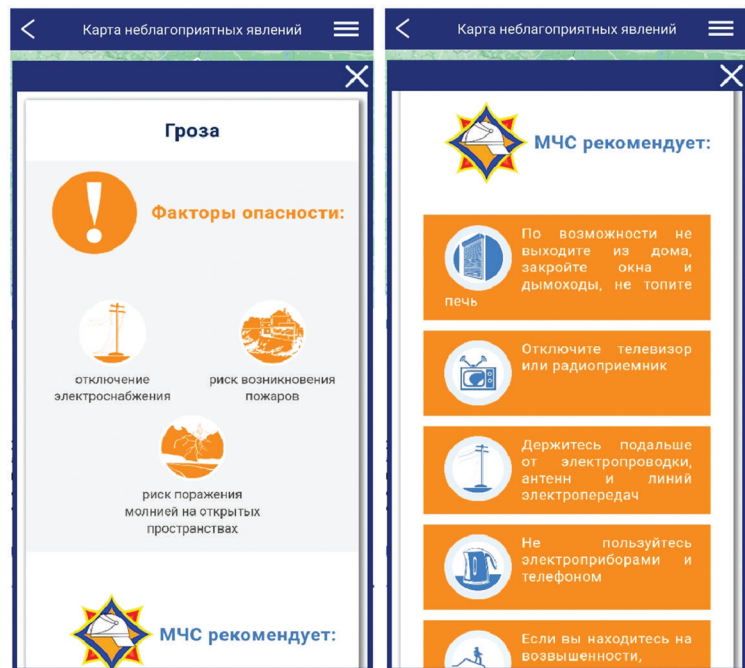 Карта неблагоприятных явлений
Гроза
Факторы опасности:
отключение
электроснабжения
риск возникновения
пожаров
риск поражения
молнией на открытых
пространствах
МЧС рекомендует:
Карта неблагоприятных явлений
МЧС рекомендует:
По возможности не
выходите из дома,
закройте окна и
дымоходы, не топите
печь
Отключите телевизор
или радиоприемник
Держитесь подальше
от электропроводки,
антенн и линий
электропередач
Не пользуйтесь
электроприборами и
телефоном
Если вы находитесь на
возвышенности,